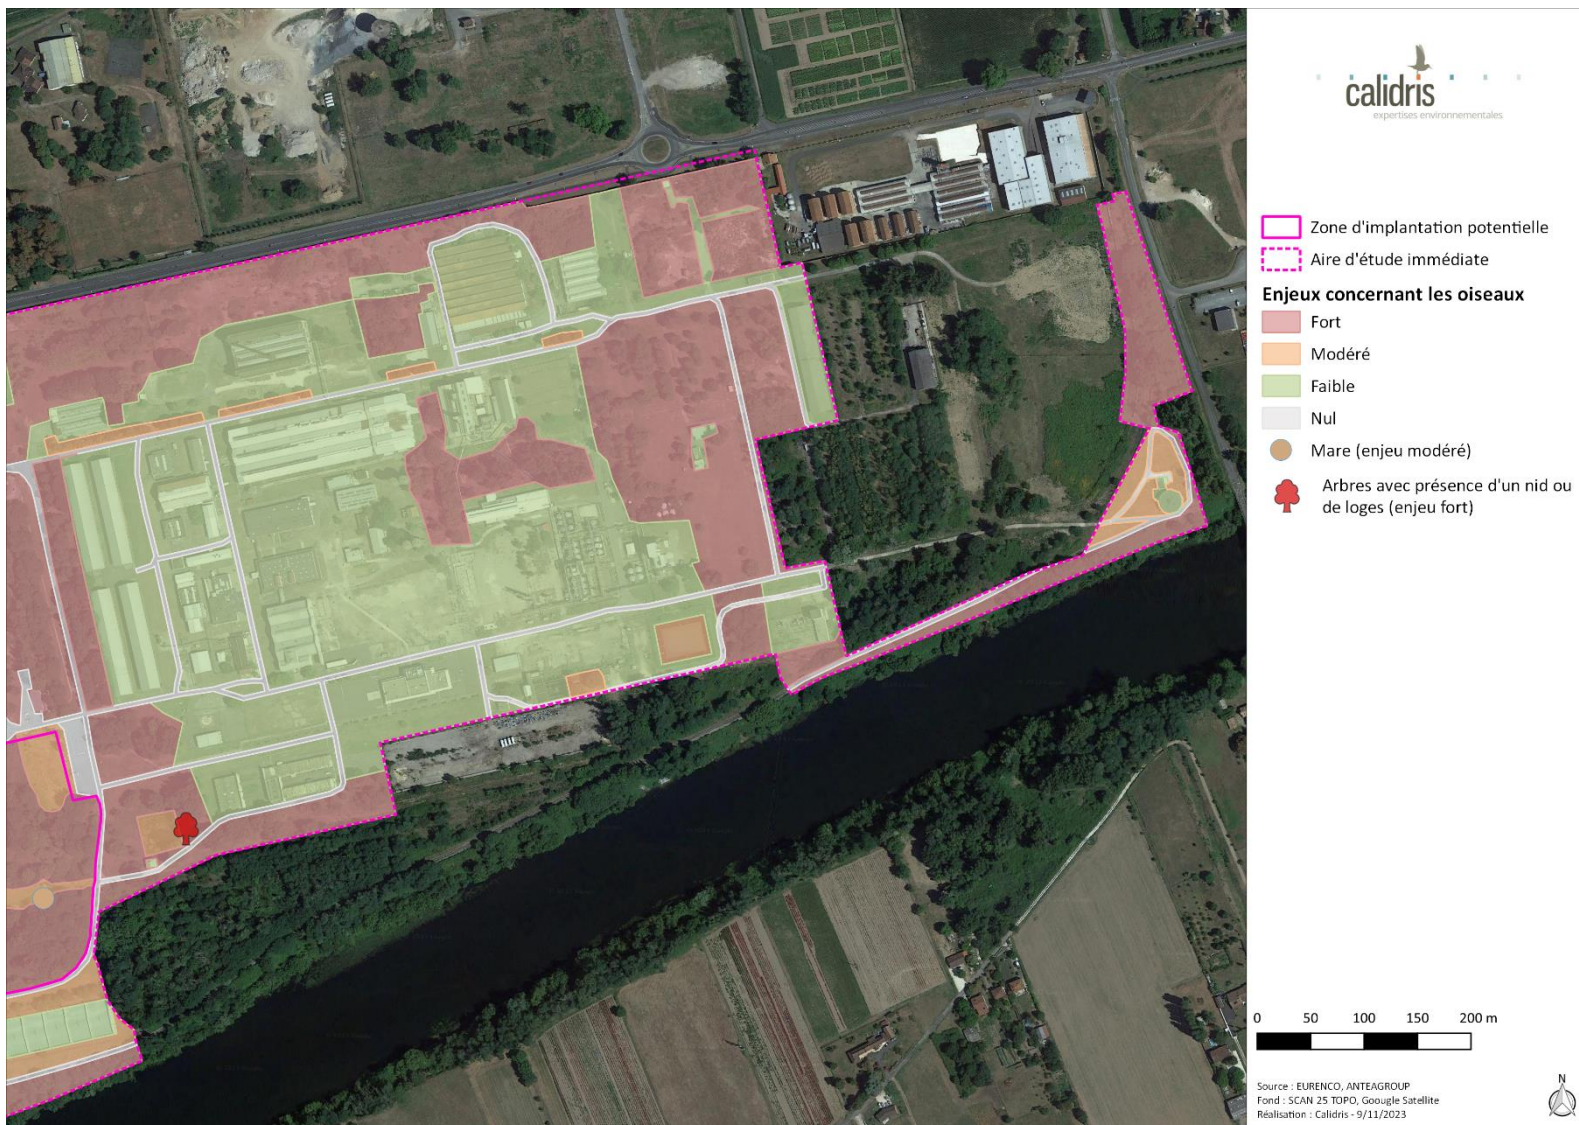 calidris
expertises environnementales
Zone d'implantation potentielle
Aire d'étude immédiate
Enjeux concernant les oiseaux
Fort
Modéré
Faible
Nul
Mare (enjeu modéré)
Arbres avec présence d'un nid ou
de loges (enjeu fort)
0 50 100 150 200 m
Source : EURENCO, ANTEAGROUP
Fond : SCAN 25 TOPO, Goougle Satellite
Réalisation : Calidris - 9/11/2023
N